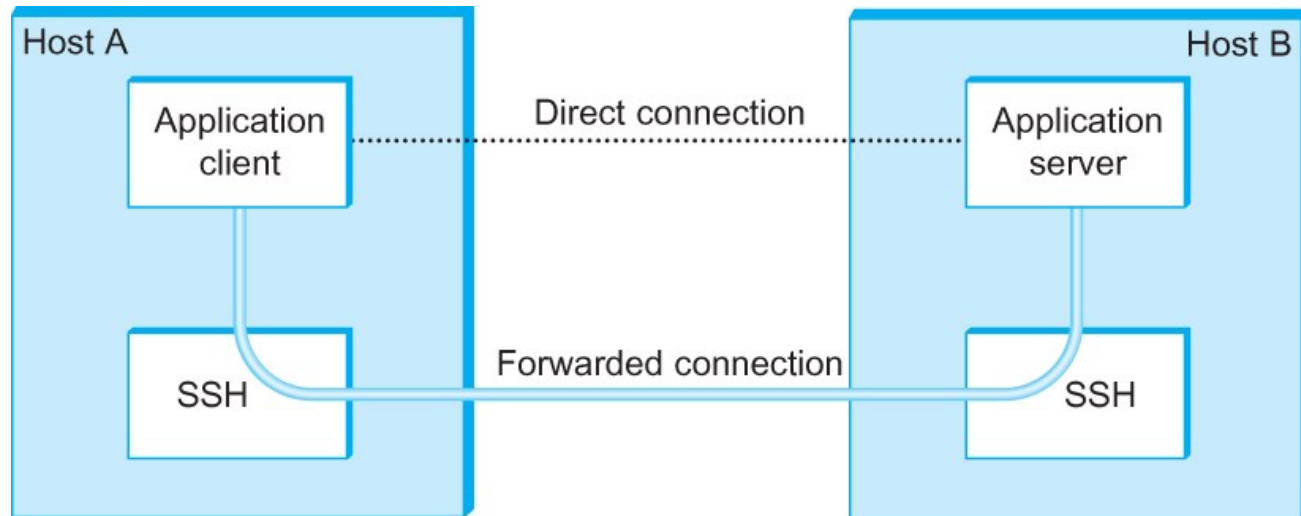 Host A
Host B
Application
client
Direct connection
Application
server
SSH
Forwarded connection
SSH